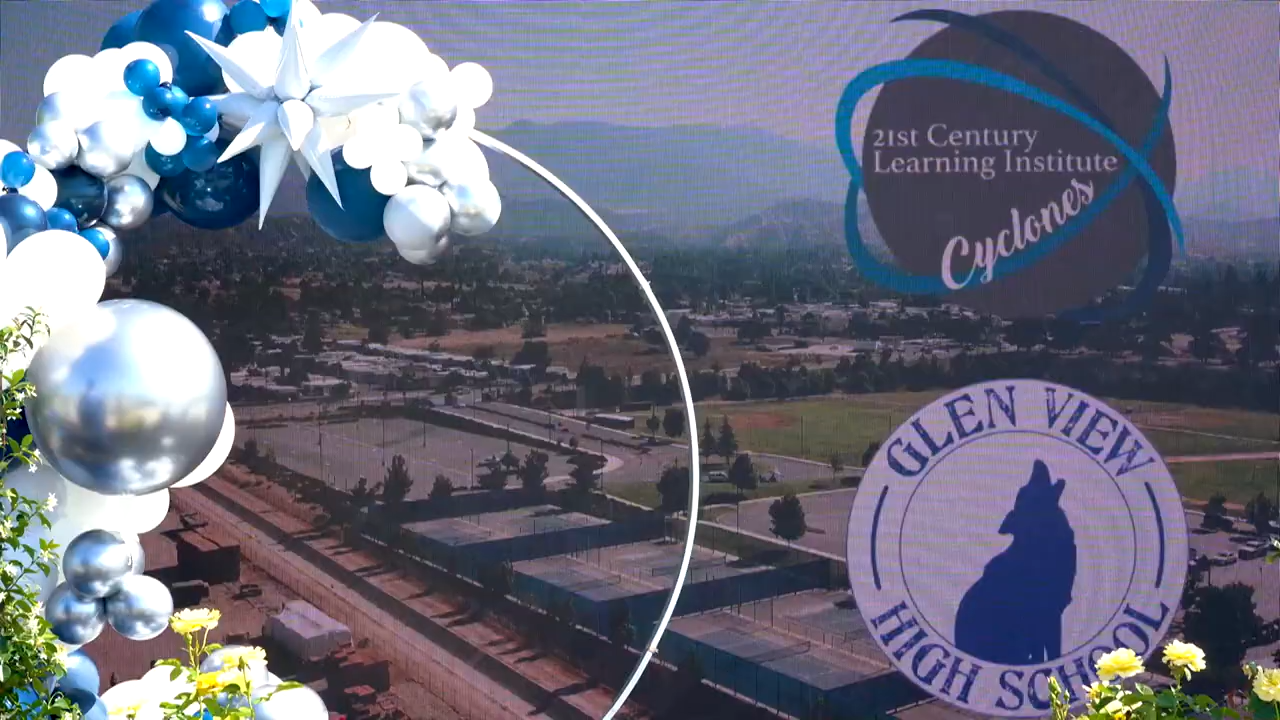 21st Century
Learning Institute
Cyclones
GLEN VIEW
HIGH SCHOOL